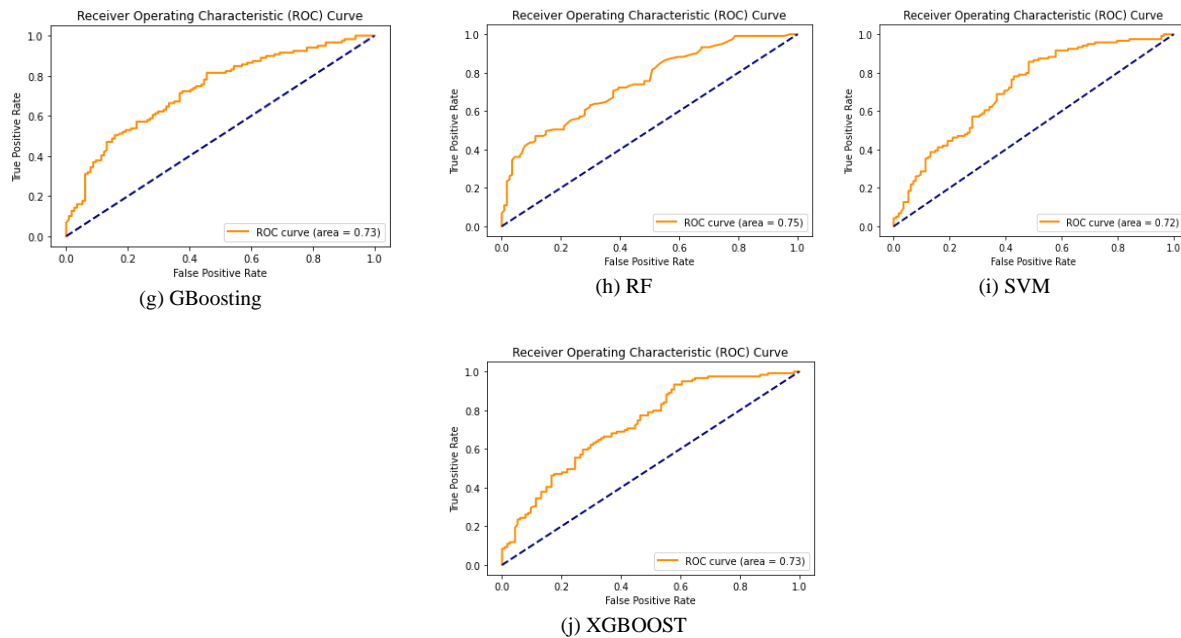 Receiver Operating Characteristic (ROC) Curve
1.0
0.8
0.6
0.4
0.2
0.0
True Positive Rate
ROC curve (area = 0.73)
0.0 0.2 0.4 0.6 0.8 1.0
False Positive Rate
(g) GBoosting
Receiver Operating Characteristic (ROC) Curve
1.0
0.8
0.6
0.4
0.2
0.0
True Positive Rate
ROC curve (area = 0.75)
0.0 0.2 0.4 0.6 0.8 1.0
False Positive Rate
(h) RF
Receiver Operating Characteristic (ROC) Curve
1.0
0.8
0.6
0.4
0.2
0.0
True Positive Rate
ROC curve (area = 0.72)
0.0 0.2 0.4 0.6 0.8 1.0
False Positive Rate
(i) SVM
Receiver Operating Characteristic (ROC) Curve
1.0
0.8
0.6
0.4
0.2
0.0
True Positive Rate
ROC curve (area = 0.73)
0.0 0.2 0.4 0.6 0.8 1.0
False Positive Rate
(j) XGBOOST